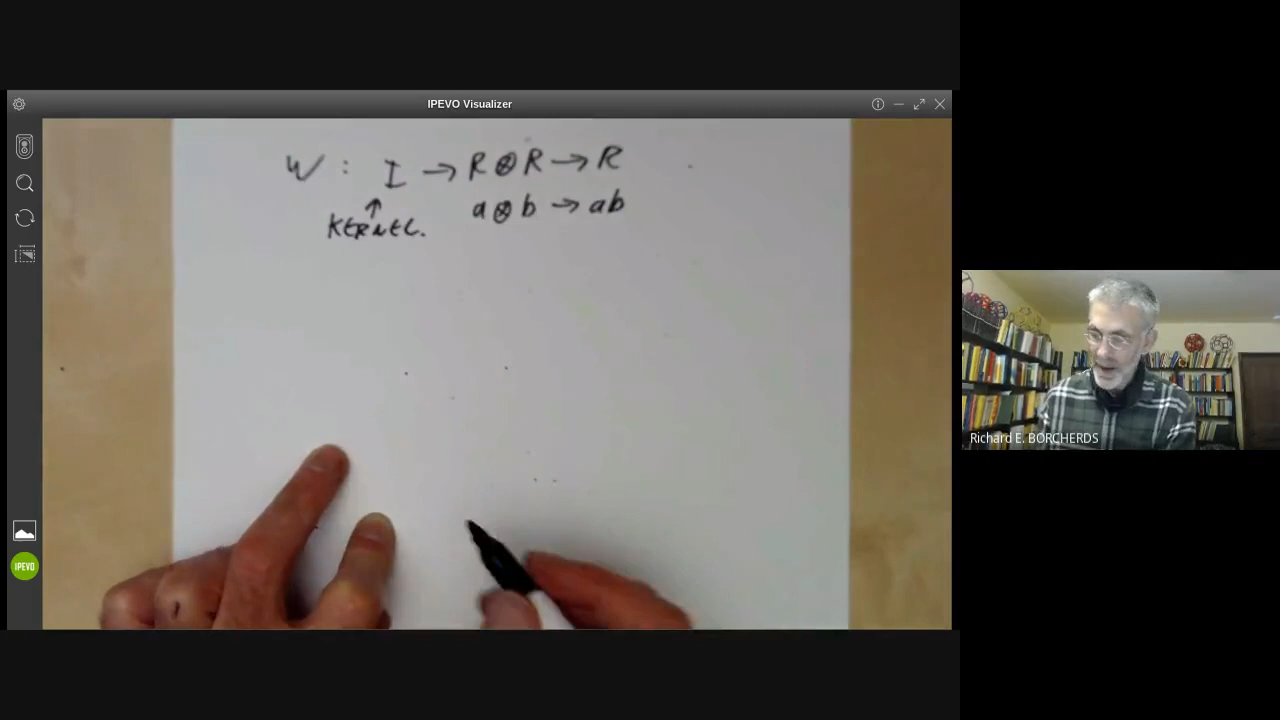 IPEVO Visualizer
W : I → R ⊗ R → R
a ⊗ b → ab
↑
KERNEL.
IPEVO
Richard E. BORCHERDS